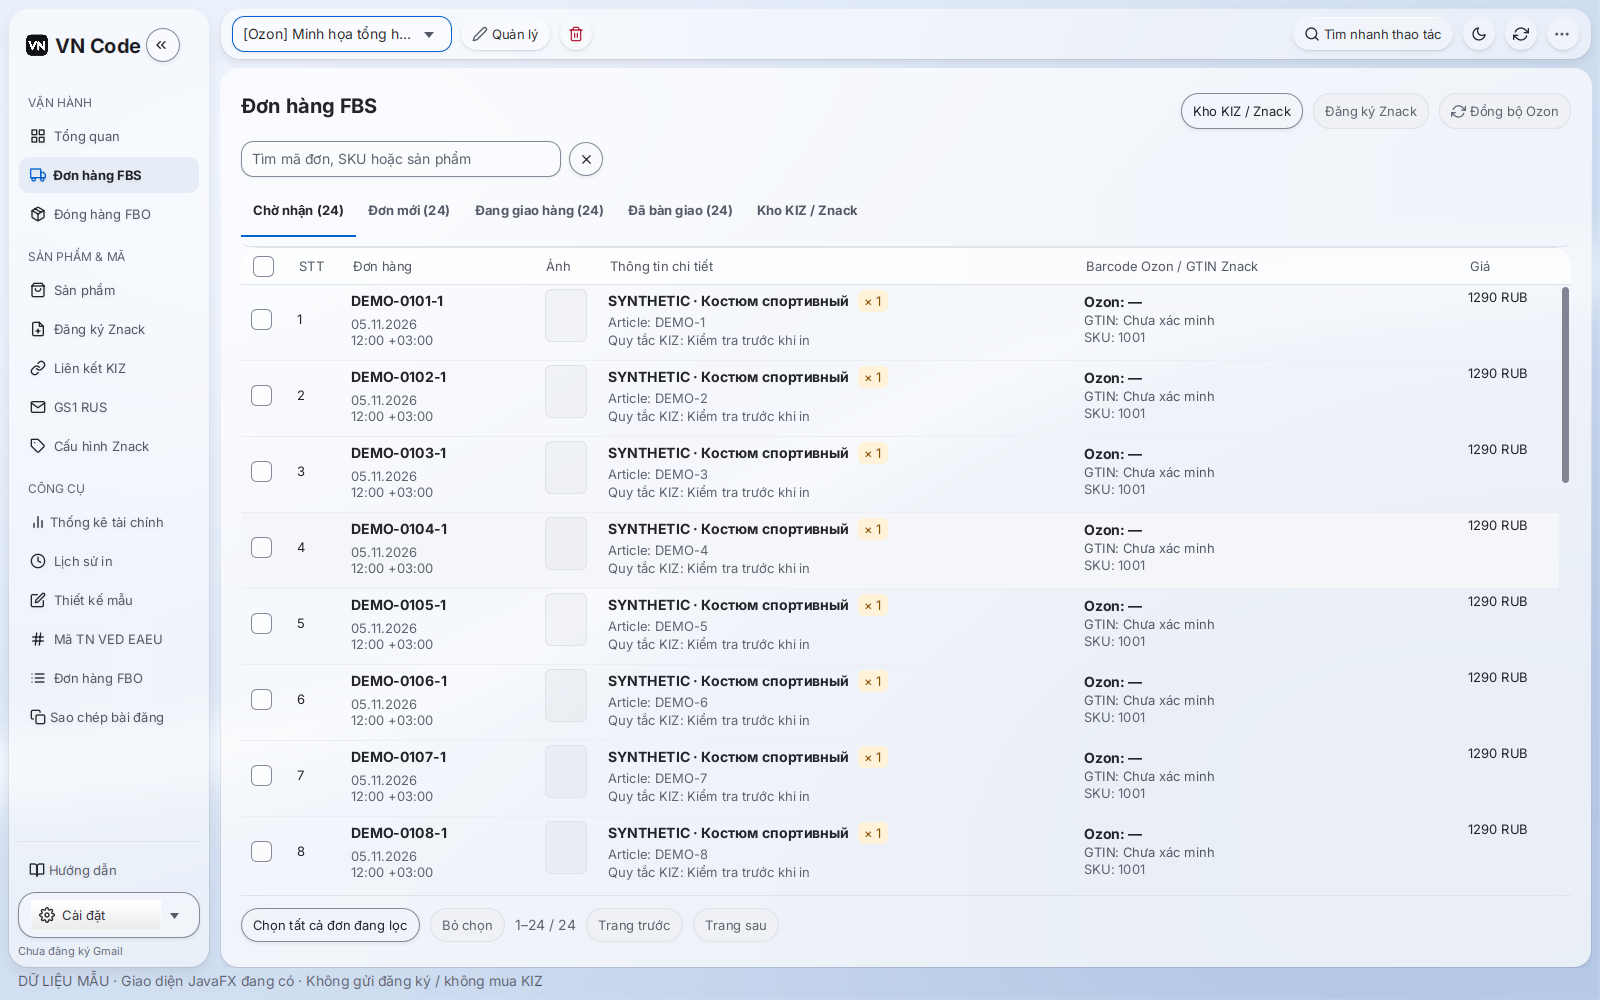 VN Code
VẬN HÀNH
Tổng quan
Đơn hàng FBS
Đóng hàng FBO
SẢN PHẨM & MÃ
Sản phẩm
Đăng ký Znack
Liên kết KIZ
GS1 RUS
Cấu hình Znack
CÔNG CỤ
Thống kê tài chính
Lịch sử in
Thiết kế mẫu
Mã TN VED EAEU
Đơn hàng FBO
Sao chép bài đăng
Hướng dẫn
Cài đặt
Chưa đăng ký Gmail
[Ozon] Minh họa tổng h...
Quản lý
Tìm nhanh thao tác
Đơn hàng FBS
Kho KIZ / Znack
Đăng ký Znack
Đồng bộ Ozon
Tìm mã đơn, SKU hoặc sản phẩm
Chờ nhận (24)
Đơn mới (24)
Đang giao hàng (24)
Đã bàn giao (24)
Kho KIZ / Znack
STT Đơn hàng Ảnh Thông tin chi tiết Barcode Ozon / GTIN Znack Giá
1
DEMO-0101-1
05.11.2026
12:00 +03:00
SYNTHETIC · Костюм спортивный × 1
Article: DEMO-1
Quy tắc KIZ: Kiểm tra trước khi in
Ozon: —
GTIN: Chưa xác minh
SKU: 1001
1290 RUB
2
DEMO-0102-1
05.11.2026
12:00 +03:00
SYNTHETIC · Костюм спортивный × 1
Article: DEMO-2
Quy tắc KIZ: Kiểm tra trước khi in
Ozon: —
GTIN: Chưa xác minh
SKU: 1001
1290 RUB
3
DEMO-0103-1
05.11.2026
12:00 +03:00
SYNTHETIC · Костюм спортивный × 1
Article: DEMO-3
Quy tắc KIZ: Kiểm tra trước khi in
Ozon: —
GTIN: Chưa xác minh
SKU: 1001
1290 RUB
4
DEMO-0104-1
05.11.2026
12:00 +03:00
SYNTHETIC · Костюм спортивный × 1
Article: DEMO-4
Quy tắc KIZ: Kiểm tra trước khi in
Ozon: —
GTIN: Chưa xác minh
SKU: 1001
1290 RUB
5
DEMO-0105-1
05.11.2026
12:00 +03:00
SYNTHETIC · Костюм спортивный × 1
Article: DEMO-5
Quy tắc KIZ: Kiểm tra trước khi in
Ozon: —
GTIN: Chưa xác minh
SKU: 1001
1290 RUB
6
DEMO-0106-1
05.11.2026
12:00 +03:00
SYNTHETIC · Костюм спортивный × 1
Article: DEMO-6
Quy tắc KIZ: Kiểm tra trước khi in
Ozon: —
GTIN: Chưa xác minh
SKU: 1001
1290 RUB
7
DEMO-0107-1
05.11.2026
12:00 +03:00
SYNTHETIC · Костюм спортивный × 1
Article: DEMO-7
Quy tắc KIZ: Kiểm tra trước khi in
Ozon: —
GTIN: Chưa xác minh
SKU: 1001
1290 RUB
8
DEMO-0108-1
05.11.2026
12:00 +03:00
SYNTHETIC · Костюм спортивный × 1
Article: DEMO-8
Quy tắc KIZ: Kiểm tra trước khi in
Ozon: —
GTIN: Chưa xác minh
SKU: 1001
1290 RUB
Chọn tất cả đơn đang lọc
Bỏ chọn
1–24 / 24
Trang trước
Trang sau
DỮ LIỆU MẪU · Giao diện JavaFX đang có · Không gửi đăng ký / không mua KIZ